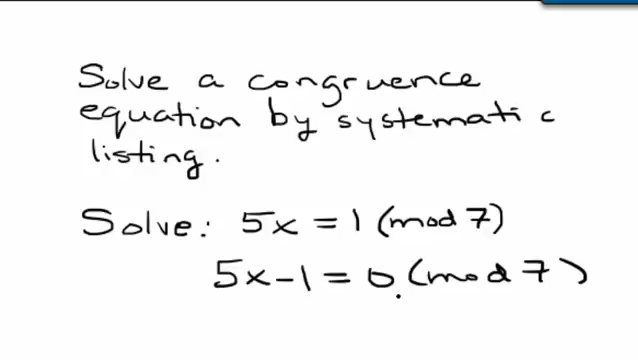 Solve a congruence
equation by systematic
listing.
Solve: 5x = 1 (mod 7)
5x - 1 = 0. (mod 7)